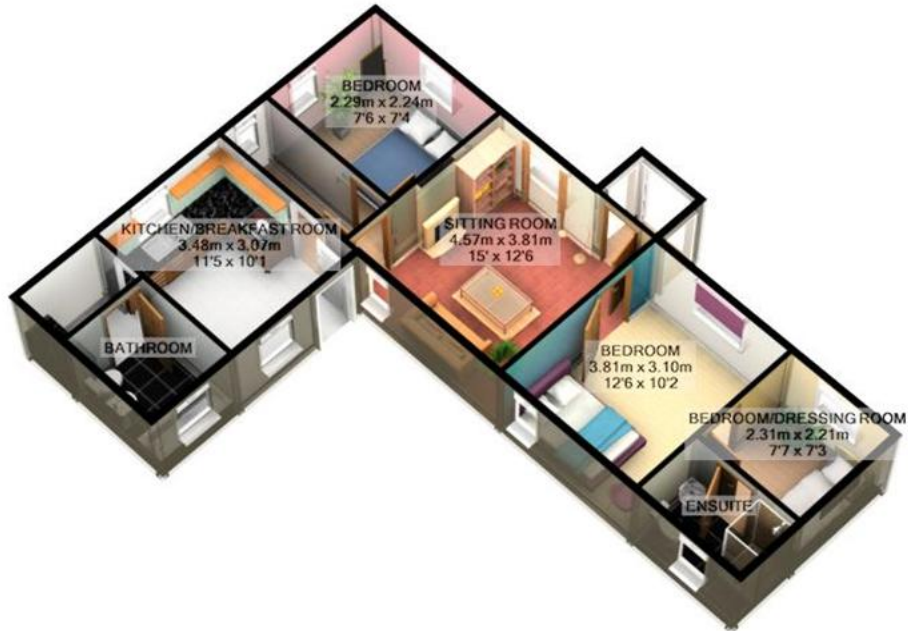 BEDROOM
2.29m x 2.24m
7'6 x 7'4
KITCHEN/BREAKFAST ROOM
3.48m x 3.07m
11'5 x 10'1
SITTING ROOM
4.57m x 3.81m
15' x 12'6
BATHROOM
BEDROOM
3.81m x 3.10m
12'6 x 10'2
BEDROOM/DRESSING ROOM
2.31m x 2.21m
7'7 x 7'3
ENSUITE